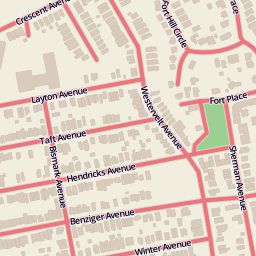 Crescent Avenue
Fort Hill Circle
Place
Layton Avenue
Westervelt Avenue
Fort Place
Taft Avenue
Bismark Avenue
Sherman Avenue
Hendricks Avenue
Benziger Avenue
Winter Avenue